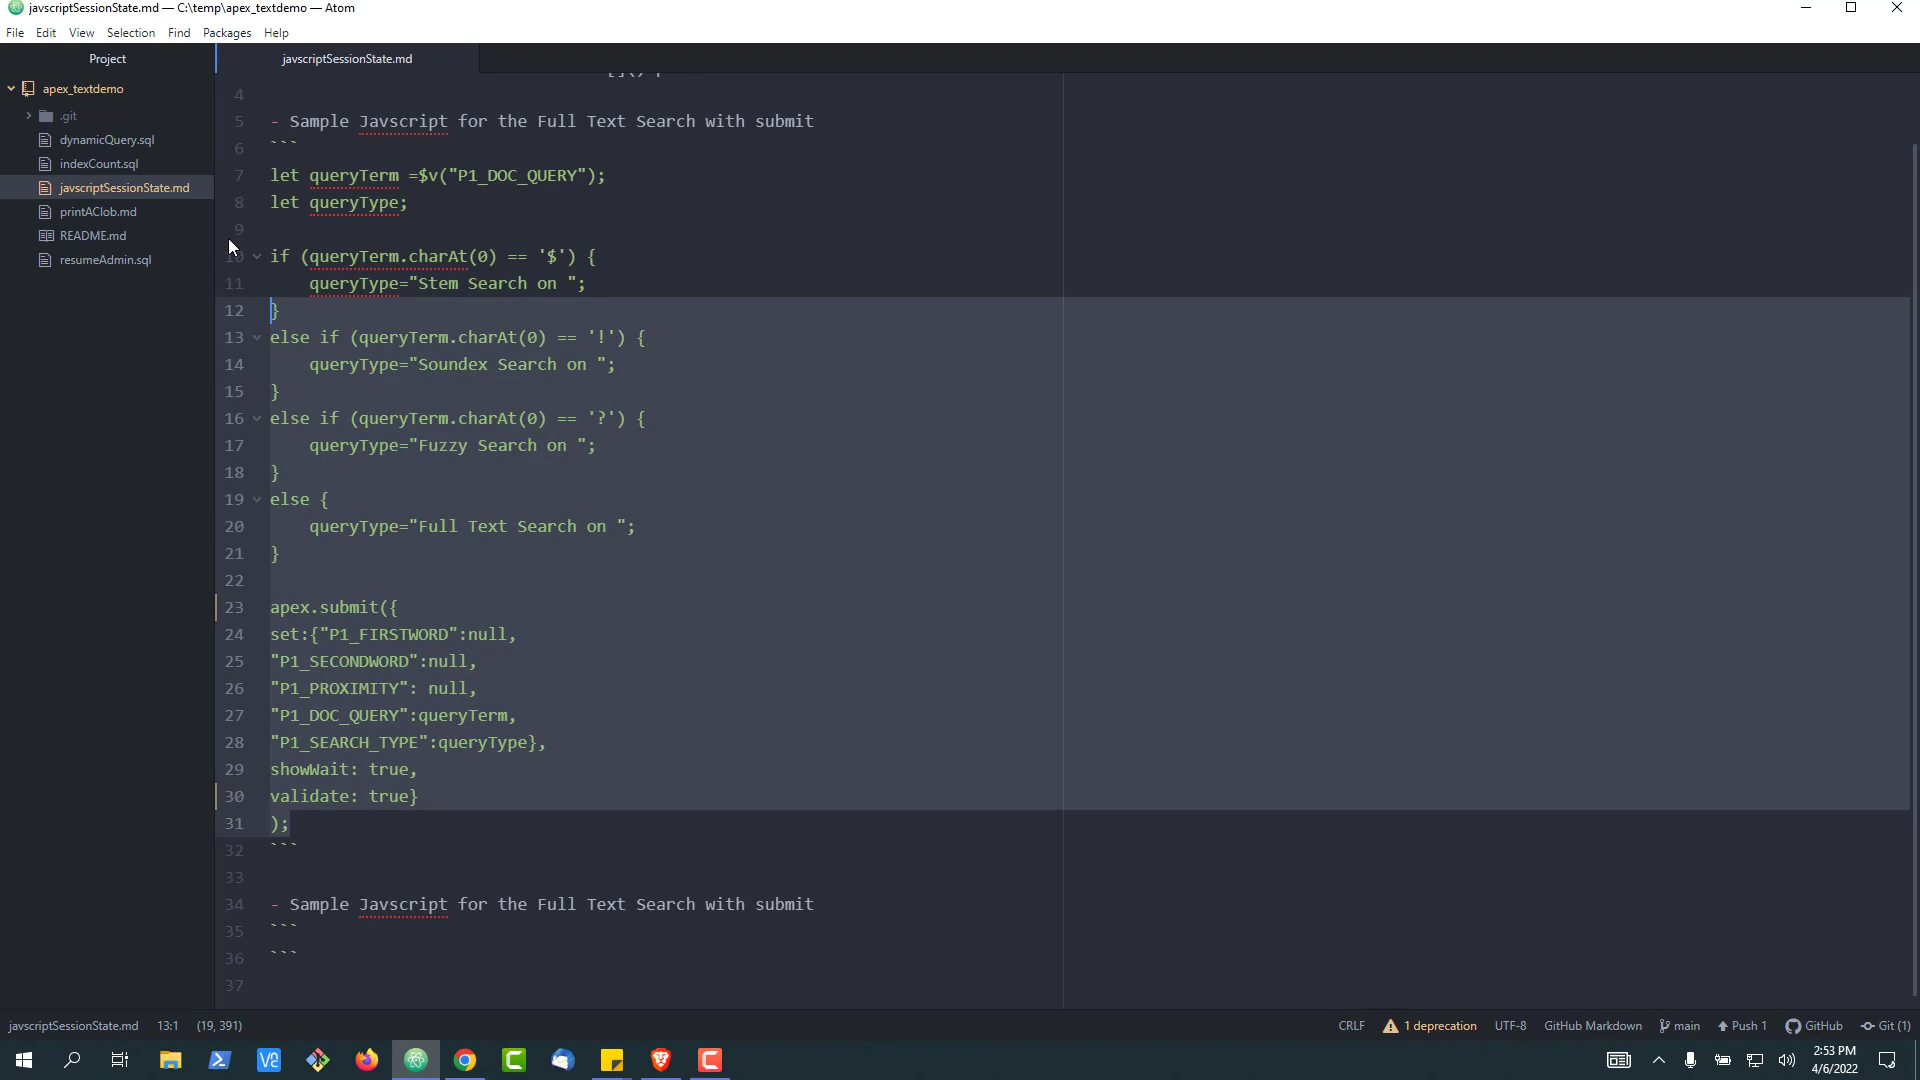 javscriptSessionState.md — C:\temp\apex_textdemo — Atom
File Edit View Selection Find Packages Help
Project
javscriptSessionState.md
apex_textdemo
.git
dynamicQuery.sql
indexCount.sql
javscriptSessionState.md
printAClob.md
README.md
resumeAdmin.sql
4
5 - Sample Javscript for the Full Text Search with submit
6 ```
7 let queryTerm =$v("P1_DOC_QUERY");
8 let queryType;
9
10 if (queryTerm.charAt(0) == '$') {
11 queryType="Stem Search on ";
12 }
13 else if (queryTerm.charAt(0) == '!') {
14 queryType="Soundex Search on ";
15 }
16 else if (queryTerm.charAt(0) == '?') {
17 queryType="Fuzzy Search on ";
18 }
19 else {
20 queryType="Full Text Search on ";
21 }
22
23 apex.submit({
24 set:{"P1_FIRSTWORD":null,
25 "P1_SECONDWORD":null,
26 "P1_PROXIMITY": null,
27 "P1_DOC_QUERY":queryTerm,
28 "P1_SEARCH_TYPE":queryType},
29 showWait: true,
30 validate: true}
31 );
32 ```
33
34 - Sample Javscript for the Full Text Search with submit
35 ```
36 ```
37
javscriptSessionState.md 13:1 (19, 391) CRLF 1 deprecation UTF-8 GitHub Markdown main Push 1 GitHub Git (1)
2:53 PM
4/6/2022